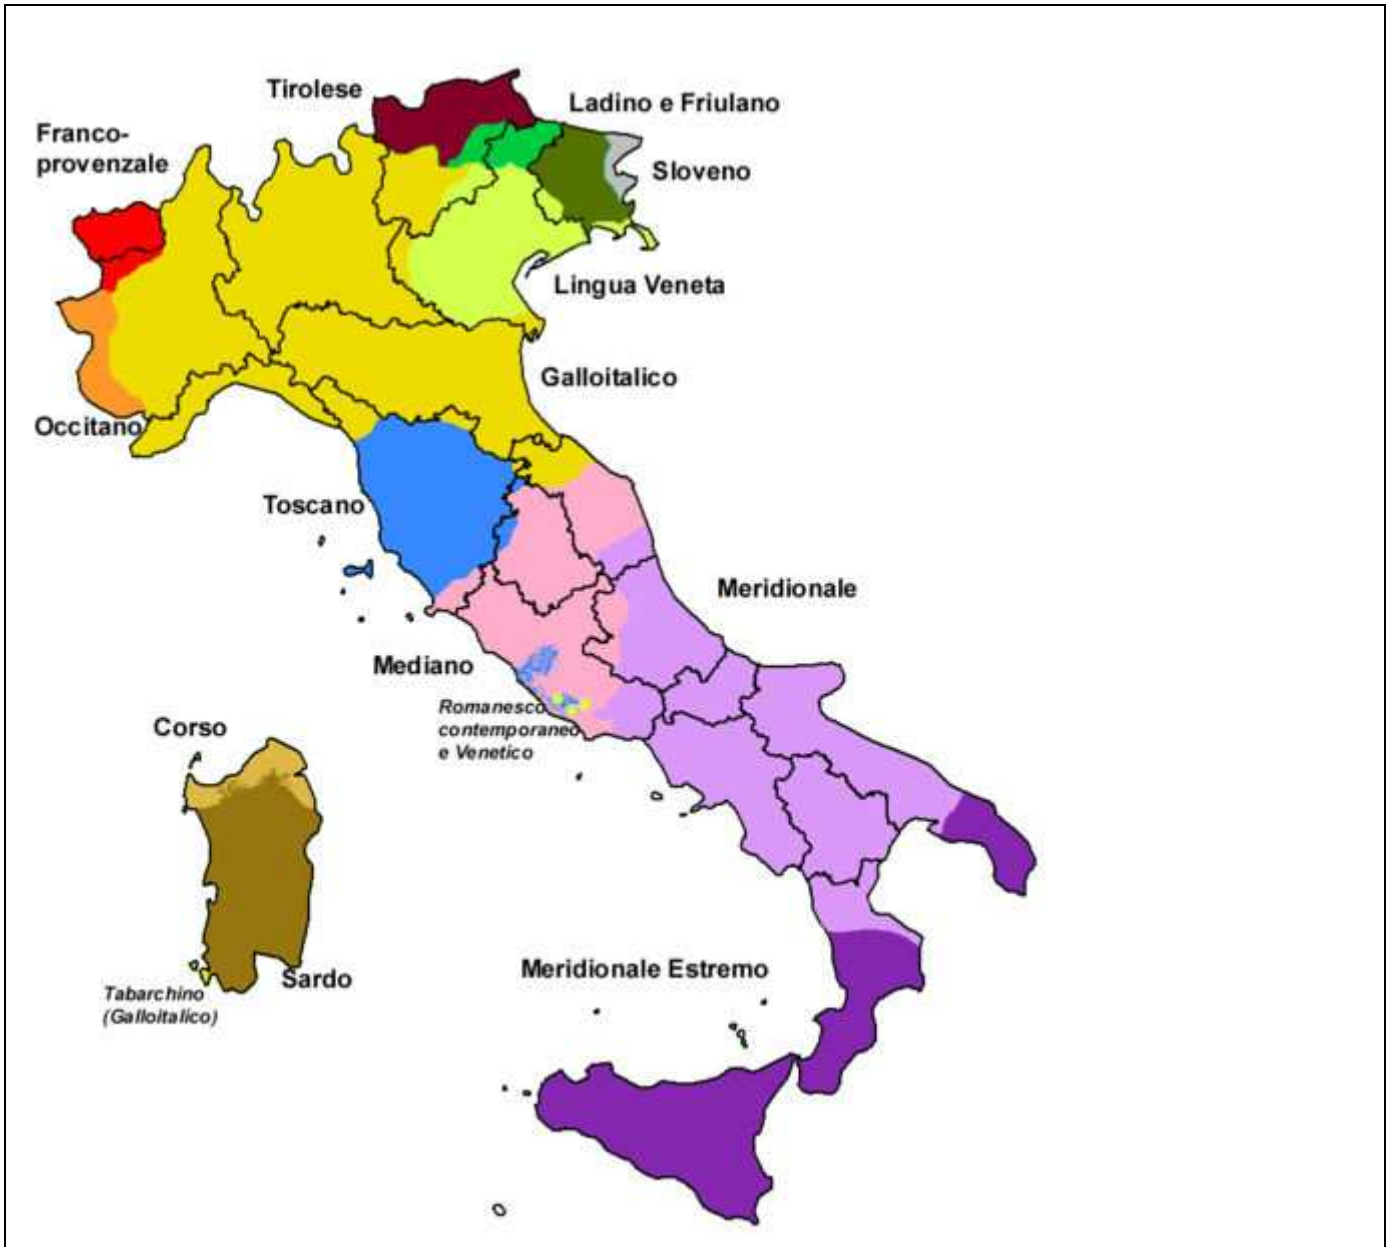 Tirolese
Ladino e Friulano
Franco-
provenzale
Sloveno
Lingua Veneta
Galloitalico
Occitano
Toscano
Meridionale
Mediano
Romanesco
contemporaneo
e Venetico
Corso
Meridionale Estremo
Sardo
Tabarchino
(Galloitalico)